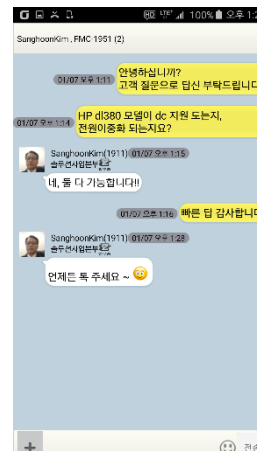 100% 오후 1:2
SanghoonKim , FMC 1951 (2)
01/07 오후 1:11
안녕하십니까?
고객 질문으로 답신 부탁드립니다
01/07 오후 1:14
HP dl380 모델이 dc 지원 도는지,
전원이중화 되는지요?
SanghoonKim(1911) 01/07 오후 1:15
솔루션사업본부
네, 둘 다 가능합니다!!
01/07 오후 1:16
빠른 답 감사합니다
SanghoonKim(1911) 01/07 오후 1:28
솔루션사업본부
언제든 톡 주세요 ~
+
전송